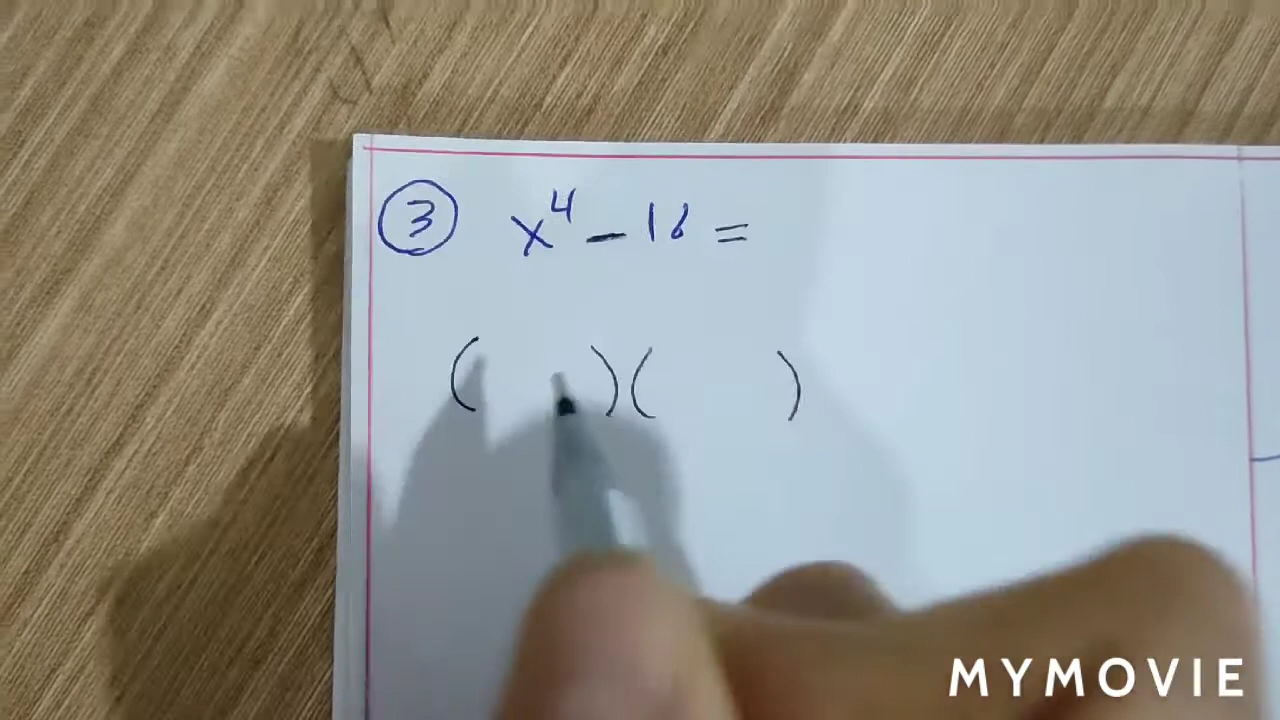 ③ x⁴ - 16 =
( )( )
MYMOVIE